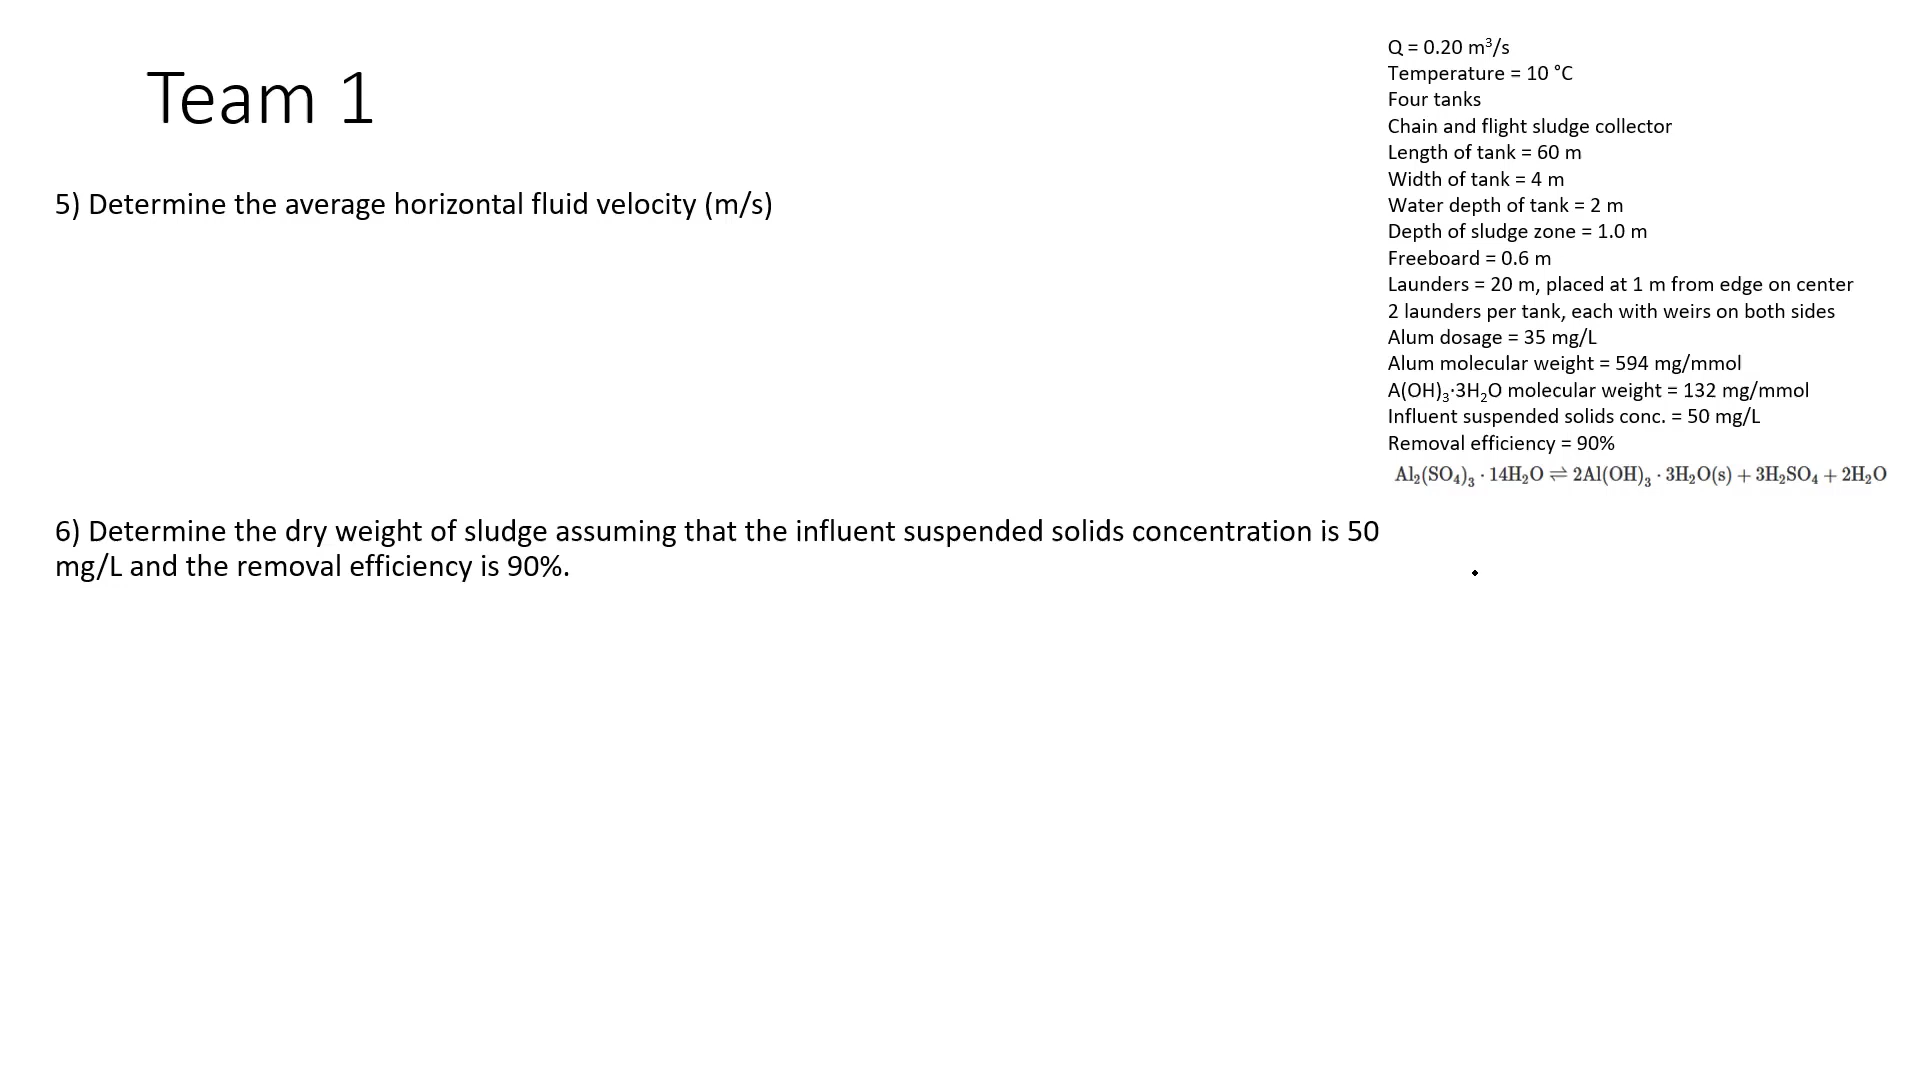 Team 1
5) Determine the average horizontal fluid velocity (m/s)
6) Determine the dry weight of sludge assuming that the influent suspended solids concentration is 50
mg/L and the removal efficiency is 90%.
Q = 0.20 m³/s
Temperature = 10 °C
Four tanks
Chain and flight sludge collector
Length of tank = 60 m
Width of tank = 4 m
Water depth of tank = 2 m
Depth of sludge zone = 1.0 m
Freeboard = 0.6 m
Launders = 20 m, placed at 1 m from edge on center
2 launders per tank, each with weirs on both sides
Alum dosage = 35 mg/L
Alum molecular weight = 594 mg/mmol
A(OH)₃·3H₂O molecular weight = 132 mg/mmol
Influent suspended solids conc. = 50 mg/L
Removal efficiency = 90%
Al₂(SO₄)₃ · 14H₂O ⇌ 2Al(OH)₃ · 3H₂O(s) + 3H₂SO₄ + 2H₂O